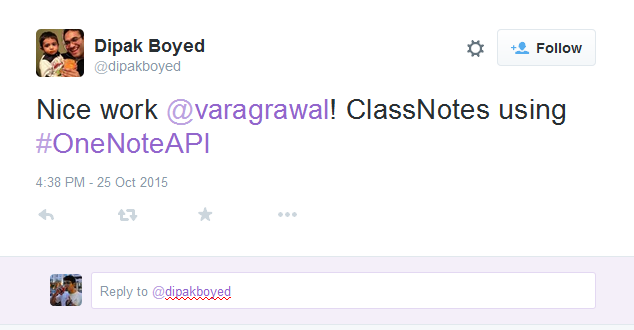 Dipak Boyed
@dipakboyed
Follow
Nice work @varagrawal! ClassNotes using
#OneNoteAPI
4:38 PM - 25 Oct 2015
Reply to @dipakboyed